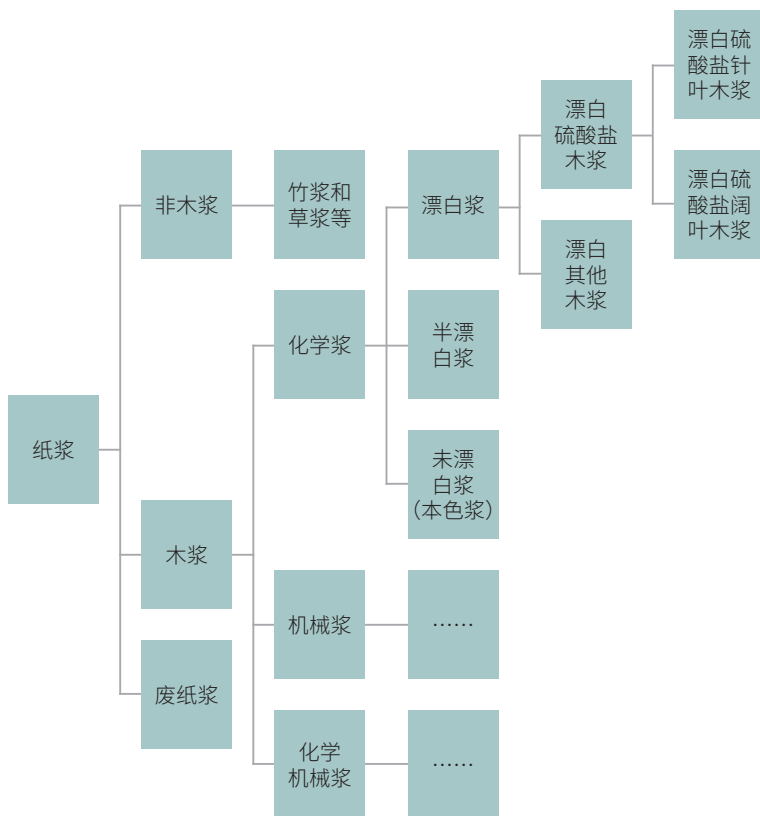 纸浆
非木浆
木浆
废纸浆
竹浆和
草浆等
化学浆
机械浆
化学
机械浆
漂白浆
半漂
白浆
未漂
白浆
（本色浆）
……
……
漂白
硫酸盐
木浆
漂白
其他
木浆
漂白硫
酸盐针
叶木浆
漂白硫
酸盐阔
叶木浆